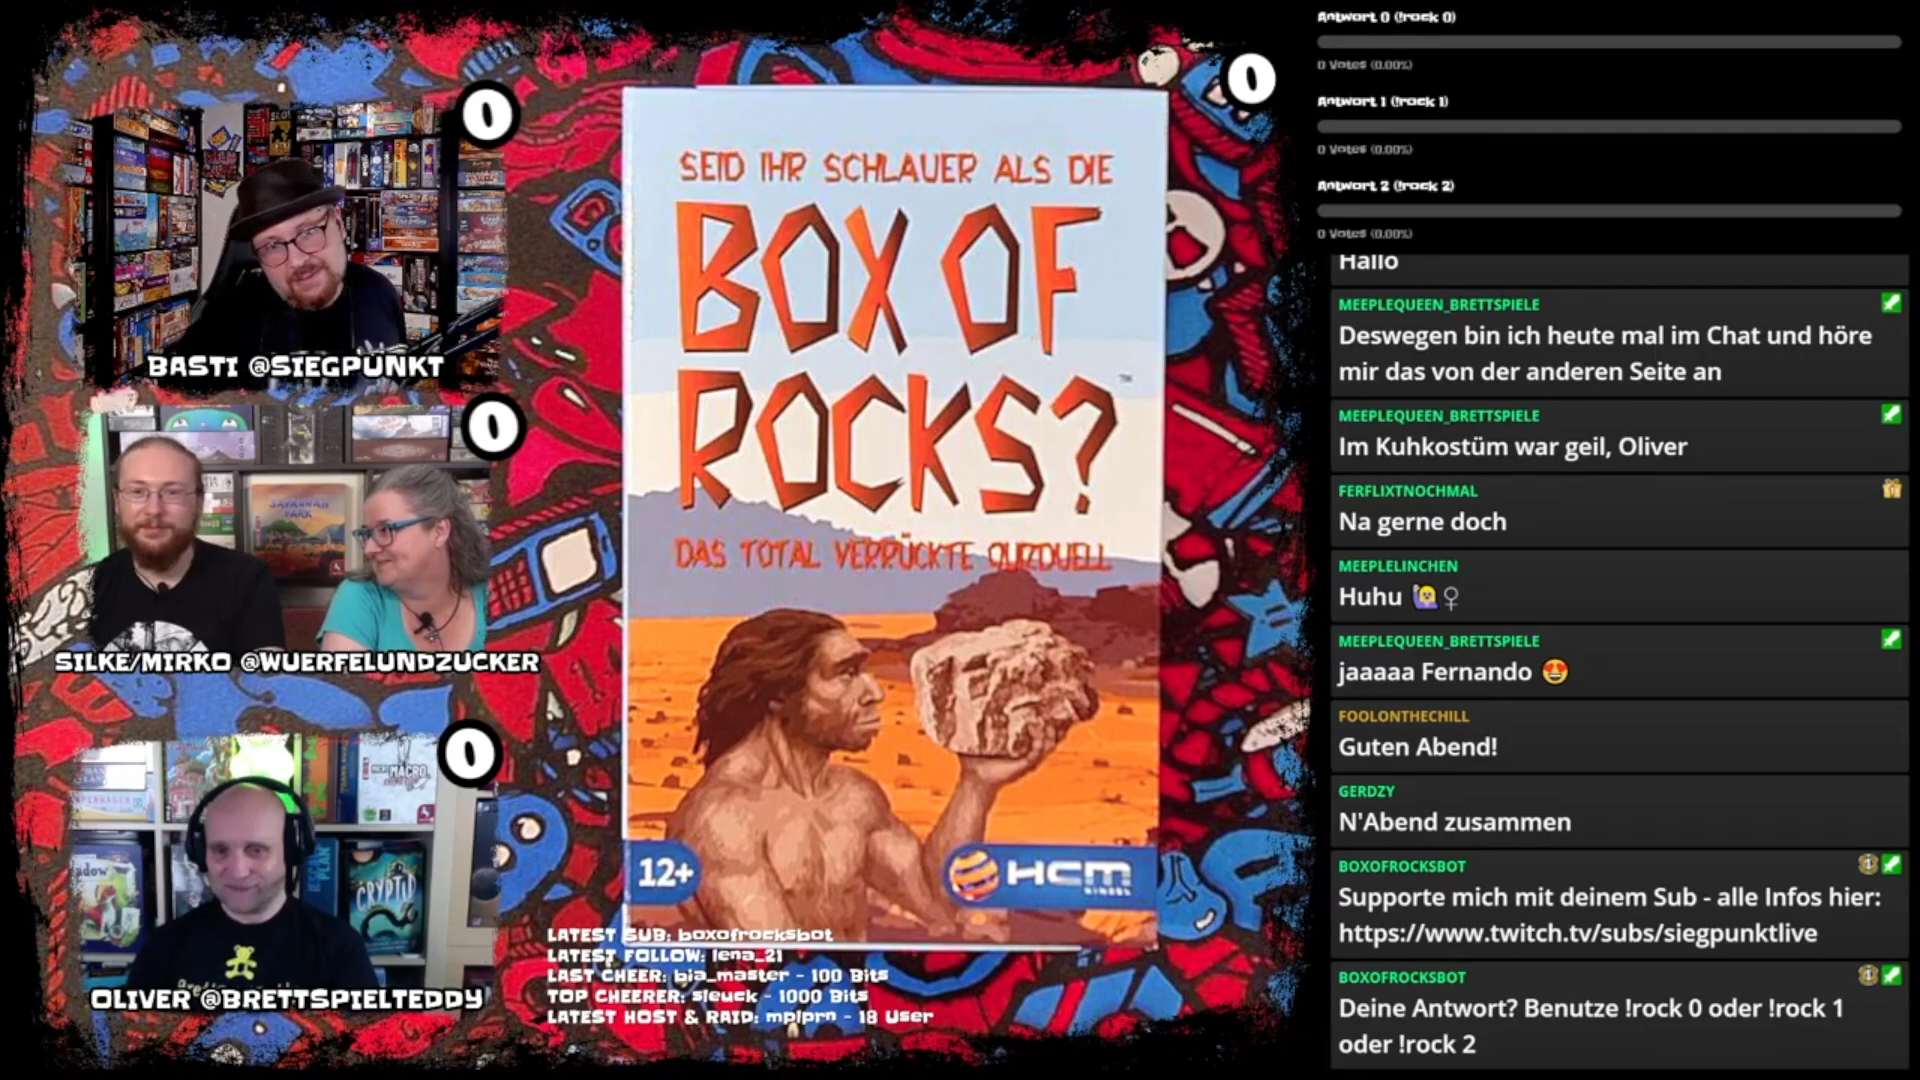 0
BASTI @SIEGPUNKT
0
SAVANNAH
PARK
SILKE/MIRKO @WUERFELUNDZUCKER
0
MACRO
CRYPTID
OLIVER @BRETTSPIELTEDDY
0
SEID IHR SCHLAUER ALS DIE
BOX OF
ROCKS?
™
DAS TOTAL VERRÜCKTE QUIZDUELL
12+
HCM
KINZEL
LATEST SUB: boxofrocksbot
LATEST FOLLOW: lena_21
LAST CHEER: bia_master - 100 Bits
TOP CHEERER: sleuck - 1000 Bits
LATEST HOST & RAID: mplprn - 18 User
Antwort 0 (!rock 0)
0 Votes (0.00%)
Antwort 1 (!rock 1)
0 Votes (0.00%)
Antwort 2 (!rock 2)
0 Votes (0.00%)
Hallo
MEEPLEQUEEN_BRETTSPIELE
Deswegen bin ich heute mal im Chat und höre
mir das von der anderen Seite an
MEEPLEQUEEN_BRETTSPIELE
Im Kuhkostüm war geil, Oliver
FERFLIXTNOCHMAL
Na gerne doch
MEEPLELINCHEN
Huhu 🙋♀
MEEPLEQUEEN_BRETTSPIELE
jaaaaa Fernando 😍
FOOLONTHECHILL
Guten Abend!
GERDZY
N'Abend zusammen
BOXOFROCKSBOT
Supporte mich mit deinem Sub - alle Infos hier:
https://www.twitch.tv/subs/siegpunktlive
BOXOFROCKSBOT
Deine Antwort? Benutze !rock 0 oder !rock 1
oder !rock 2